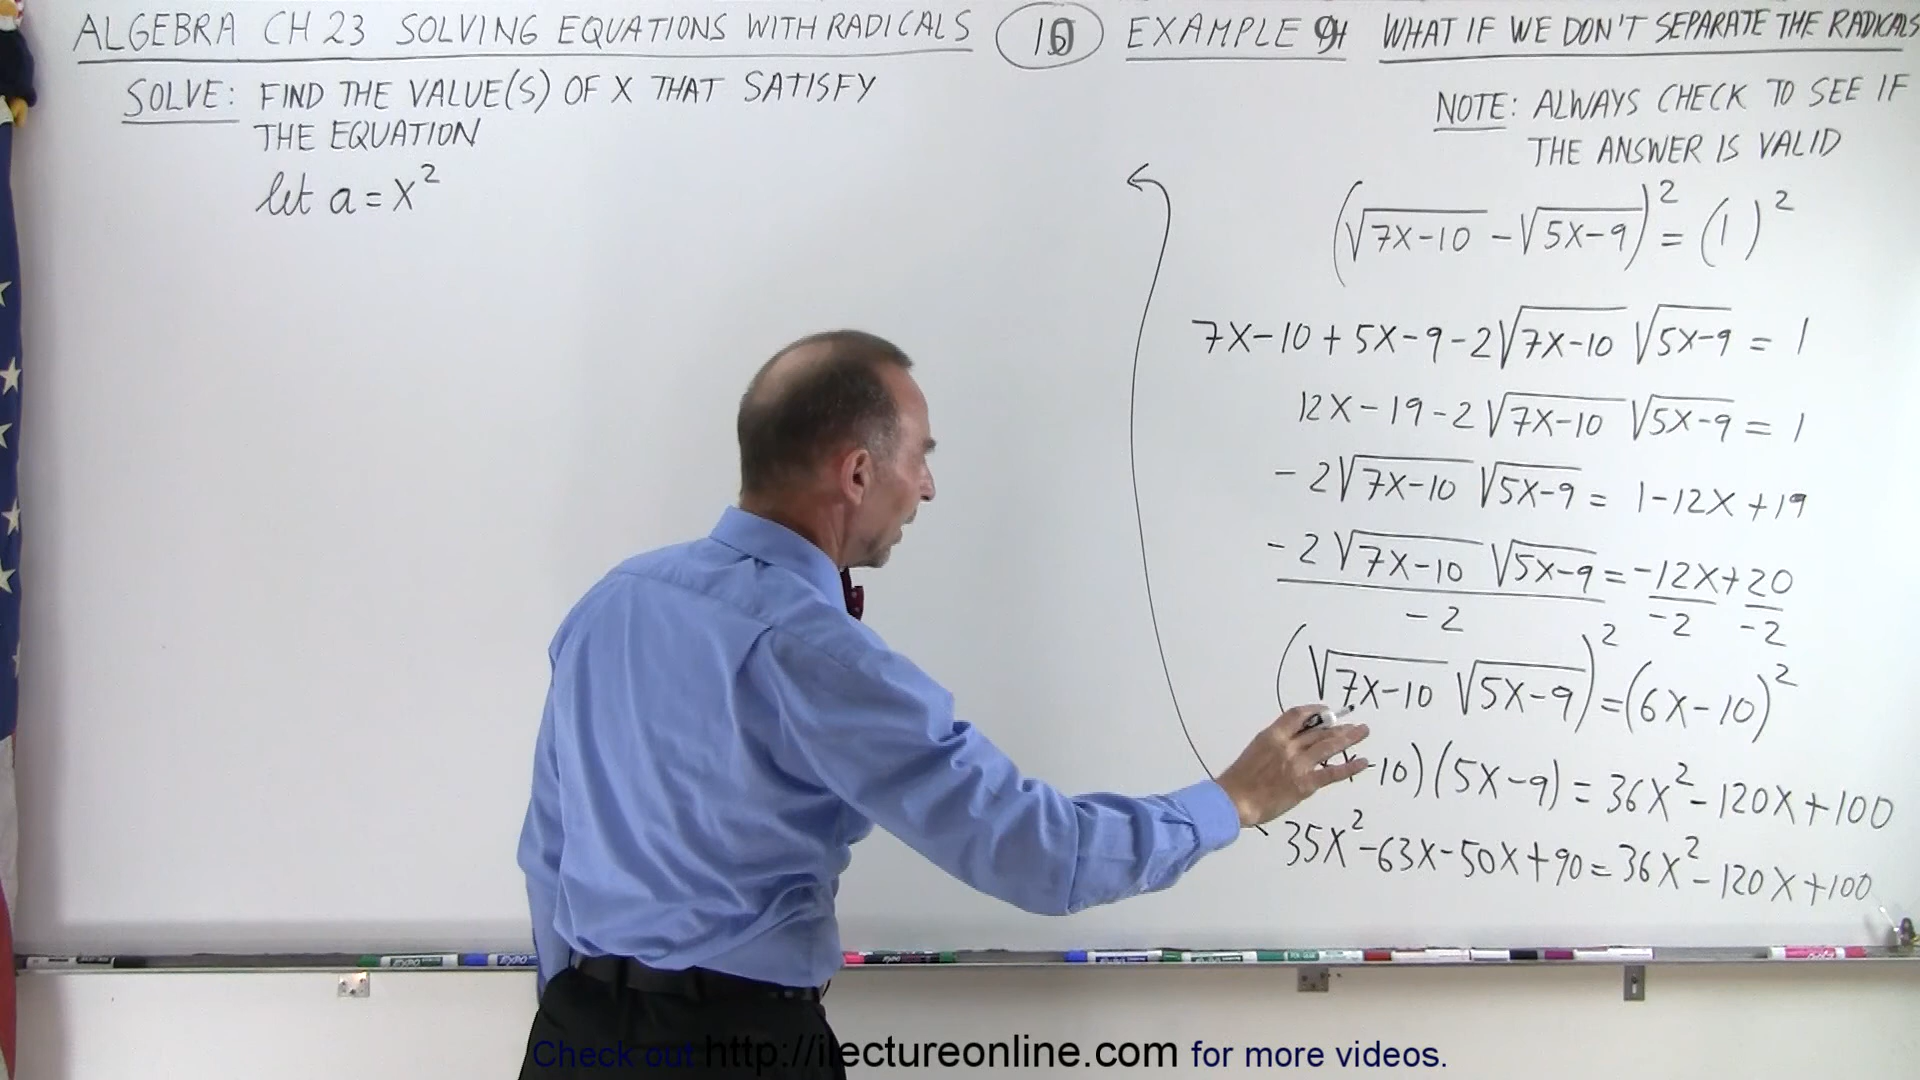 ALGEBRA CH 23 SOLVING EQUATIONS WITH RADICALS
EXAMPLE
WHAT IF WE DON'T SEPARATE THE RADICALS
SOLVE: FIND THE VALUE(S) OF X THAT SATISFY
THE EQUATION
let a = x²
NOTE: ALWAYS CHECK TO SEE IF
THE ANSWER IS VALID
(√(7X-10) - √(5X-9))² = (1)²
7X-10 + 5X-9 - 2√(7X-10) √(5X-9) = 1
12X - 19 - 2√(7X-10) √(5X-9) = 1
- 2√(7X-10) √(5X-9) = 1-12X+19
- 2√(7X-10) √(5X-9) = -12X+20
-2 -2 -2
(√(7X-10) √(5X-9))² = (6X-10)²
-10)(5X-9) = 36X²-120X+100
35X²-63X-50X+90 = 36X²-120X+100
Check out http://ilectureonline.com for more videos.